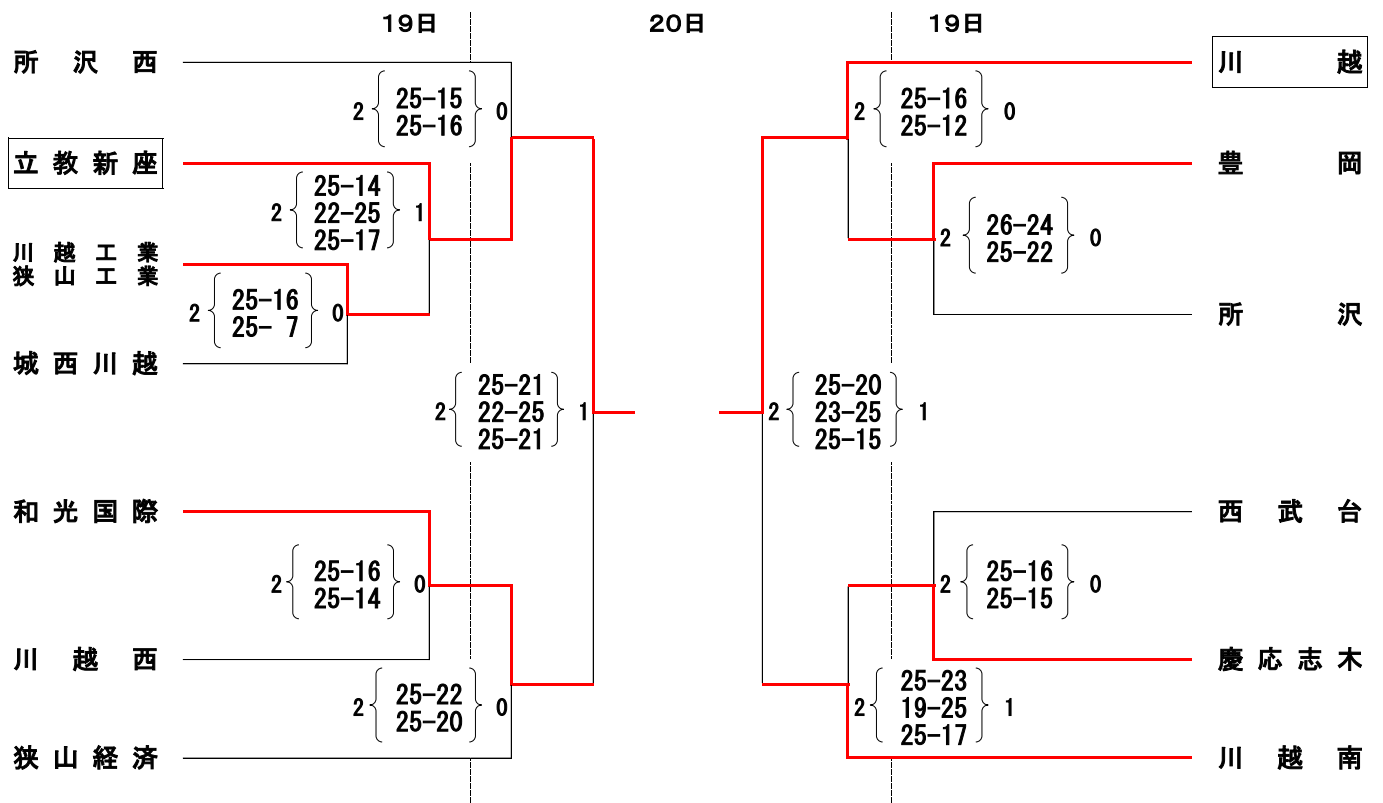 19日
20日
19日
所沢西
2 25-15 0
25-16
立教新座
2 25-14 1
22-25
25-17
川越工業
狭山工業
2 25-16 0
25- 7
城西川越
2 25-21 1
22-25
25-21
和光国際
2 25-16 0
25-14
川越西
2 25-22 0
25-20
狭山経済
川越
2 25-16 0
25-12
豊岡
2 26-24 0
25-22
所沢
2 25-20 1
23-25
25-15
西武台
2 25-16 0
25-15
慶応志木
2 25-23 1
19-25
25-17
川越南